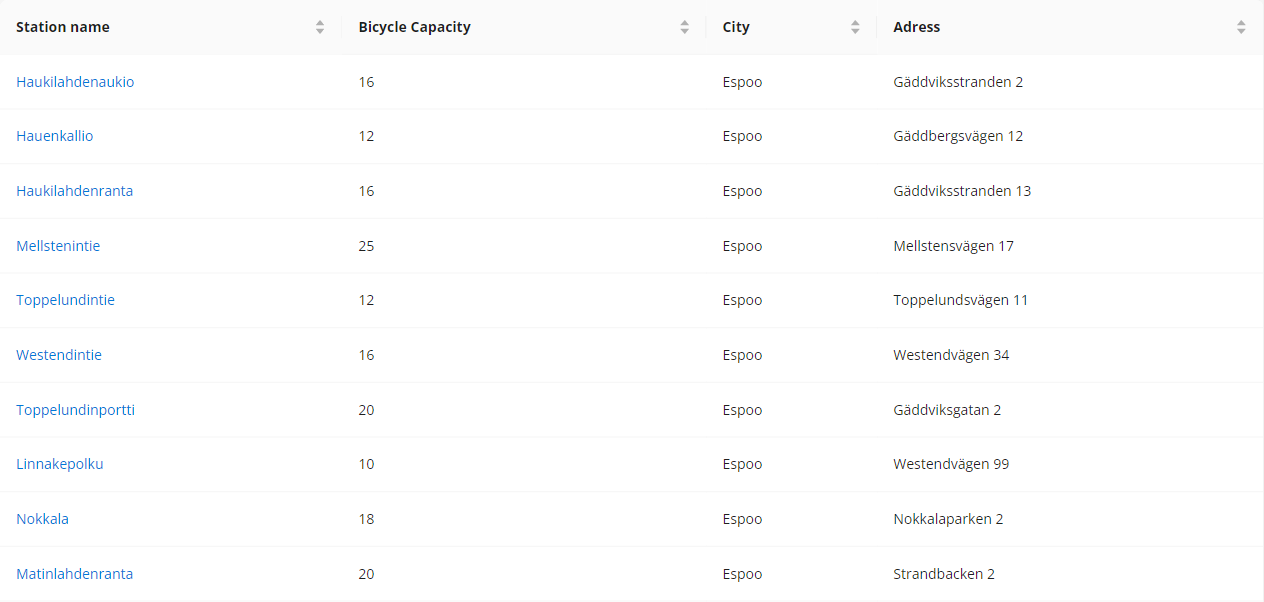 Station name Bicycle Capacity City Adress
Haukilahdenaukio 16 Espoo Gäddviksstranden 2
Hauenkallio 12 Espoo Gäddbergsvägen 12
Haukilahdenranta 16 Espoo Gäddviksstranden 13
Mellstenintie 25 Espoo Mellstensvägen 17
Toppelundintie 12 Espoo Toppelundsvägen 11
Westendintie 16 Espoo Westendvägen 34
Toppelundinportti 20 Espoo Gäddviksgatan 2
Linnakepolku 10 Espoo Westendvägen 99
Nokkala 18 Espoo Nokkalaparken 2
Matinlahdenranta 20 Espoo Strandbacken 2